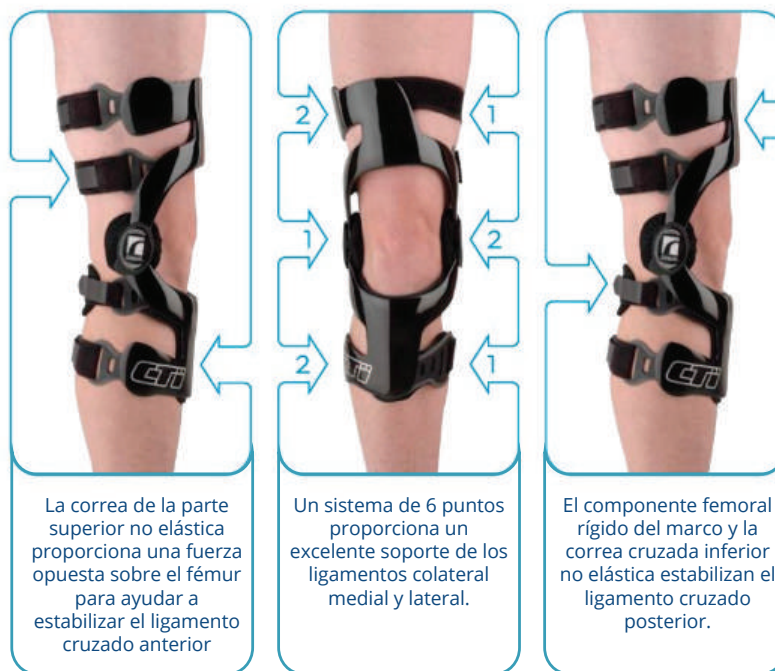 CTi
2
1
1
2
2
1
CTi
CTi
La correa de la parte
superior no elástica
proporciona una fuerza
opuesta sobre el fémur
para ayudar a
estabilizar el ligamento
cruzado anterior
Un sistema de 6 puntos
proporciona un
excelente soporte de los
ligamentos colateral
medial y lateral.
El componente femoral
rígido del marco y la
correa cruzada inferior
no elástica estabilizan el
ligamento cruzado
posterior.